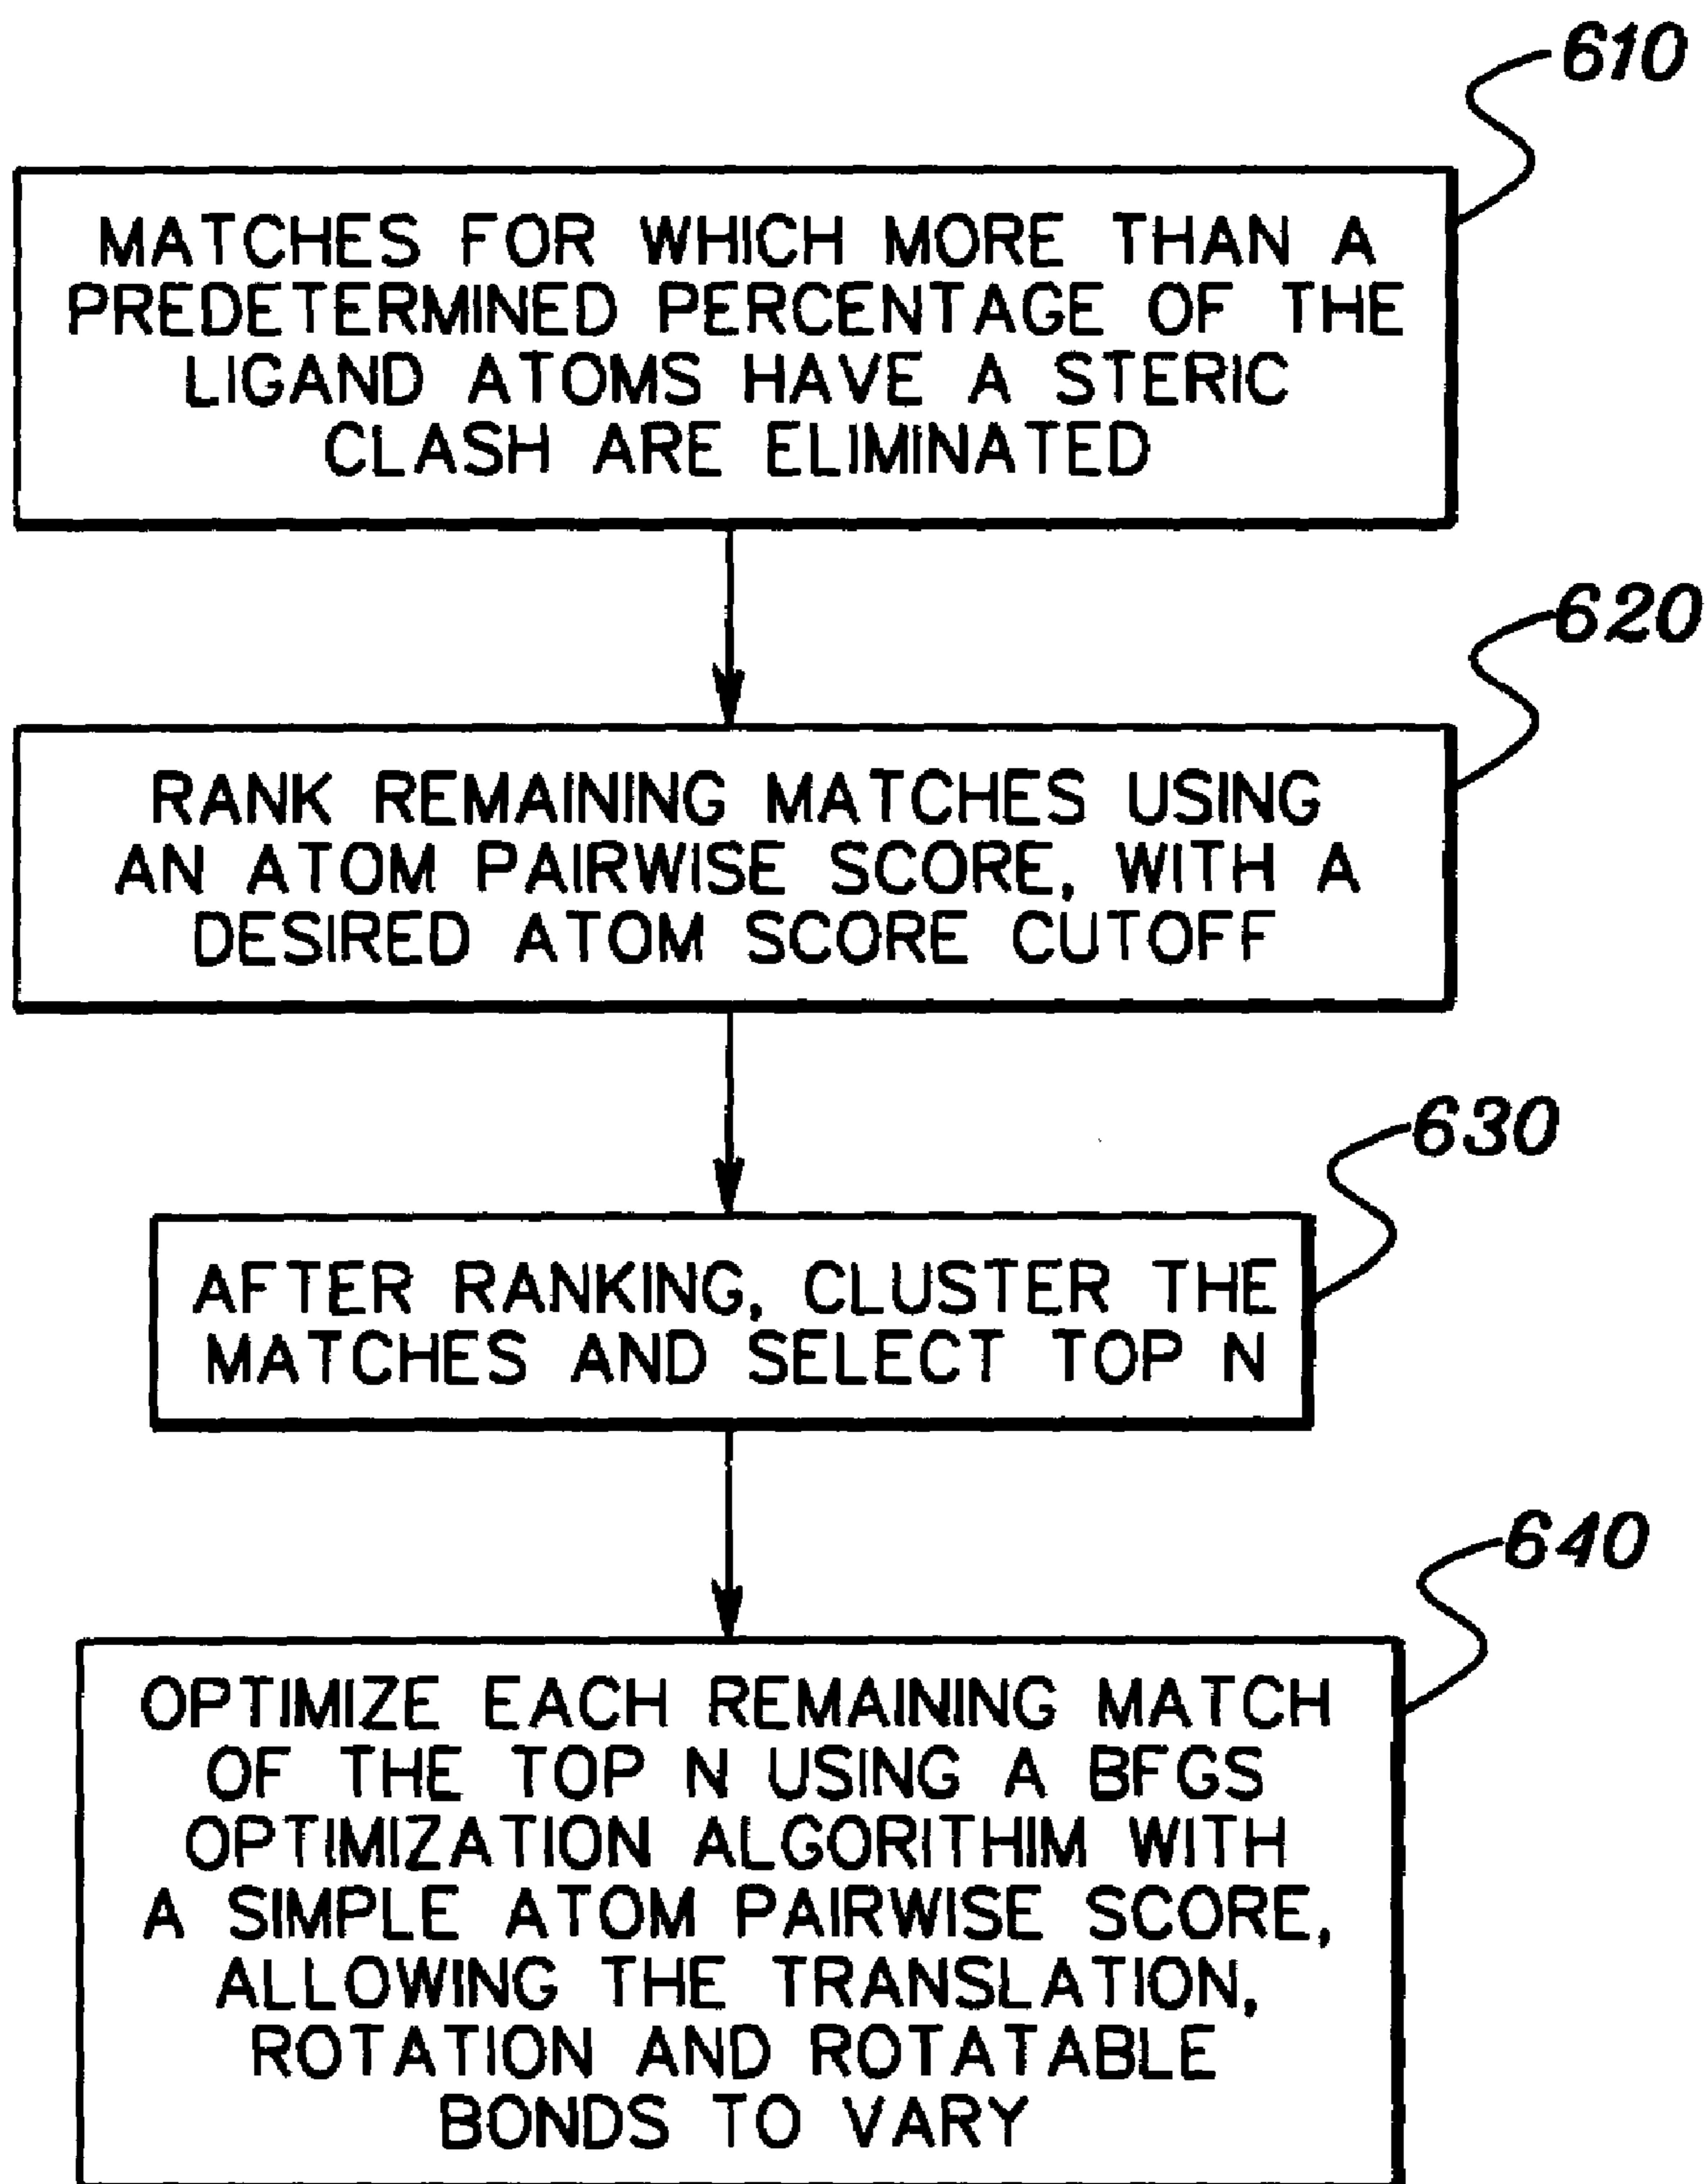 610
MATCHES FOR WHICH MORE THAN A
PREDETERMINED PERCENTAGE OF THE
LIGAND ATOMS HAVE A STERIC
CLASH ARE ELIMINATED
620
RANK REMAINING MATCHES USING
AN ATOM PAIRWISE SCORE, WITH A
DESIRED ATOM SCORE CUTOFF
630
AFTER RANKING, CLUSTER THE
MATCHES AND SELECT TOP N
640
OPTIMIZE EACH REMAINING MATCH
OF THE TOP N USING A BFGS
OPTIMIZATION ALGORITHIM WITH
A SIMPLE ATOM PAIRWISE SCORE,
ALLOWING THE TRANSLATION,
ROTATION AND ROTATABLE
BONDS TO VARY